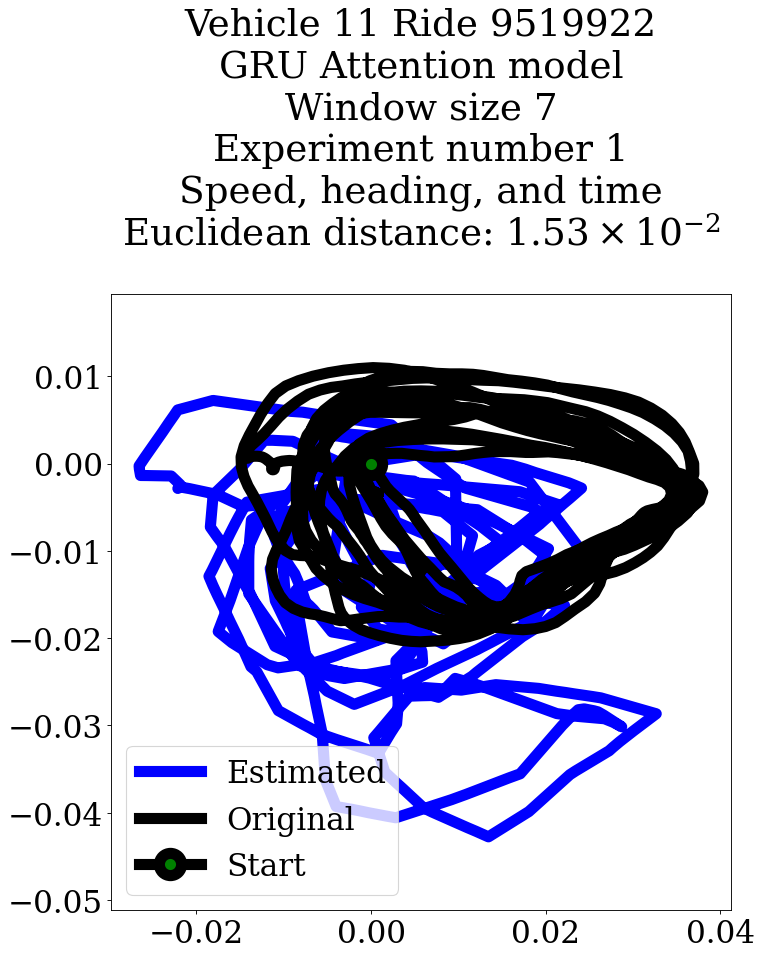 Vehicle 11 Ride 9519922
GRU Attention model
Window size 7
Experiment number 1
Speed, heading, and time
Euclidean distance: 1.53 × 10⁻²
0.01
0.00
−0.01
−0.02
−0.03
−0.04
−0.05
Estimated
Original
Start
−0.02
0.00
0.02
0.04